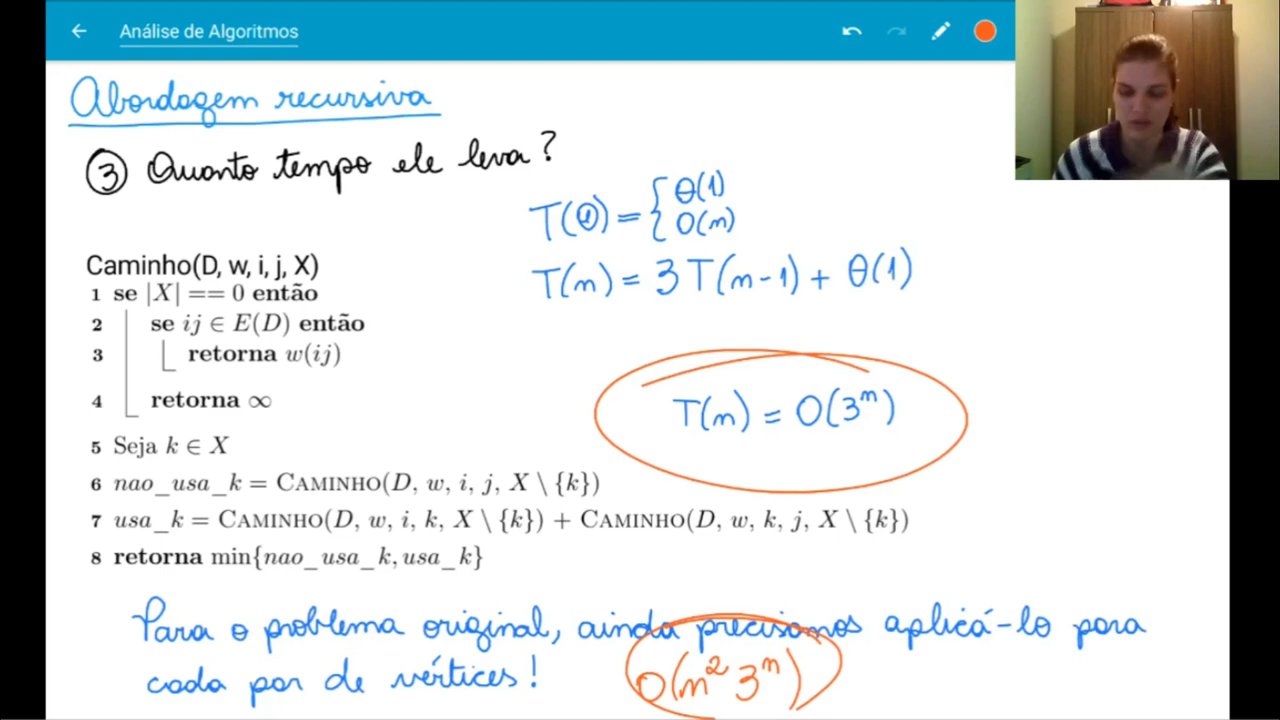 Análise de Algoritmos
Abordagem recursiva
③ Quanto tempo ele leva?
T(0) = { Θ(1)
O(n)
T(n) = 3T(n-1) + Θ(1)
Caminho(D, w, i, j, X)
1 se |X| == 0 então
2 se ij ∈ E(D) então
3 retorna w(ij)
4 retorna ∞
T(n) = O(3ⁿ)
5 Seja k ∈ X
6 nao_usa_k = CAMINHO(D, w, i, j, X \ {k})
7 usa_k = CAMINHO(D, w, i, k, X \ {k}) + CAMINHO(D, w, k, j, X \ {k})
8 retorna min{nao_usa_k, usa_k}
Para o problema original, ainda precisamos aplicá-lo para
cada par de vértices!
O(n² 3ⁿ)